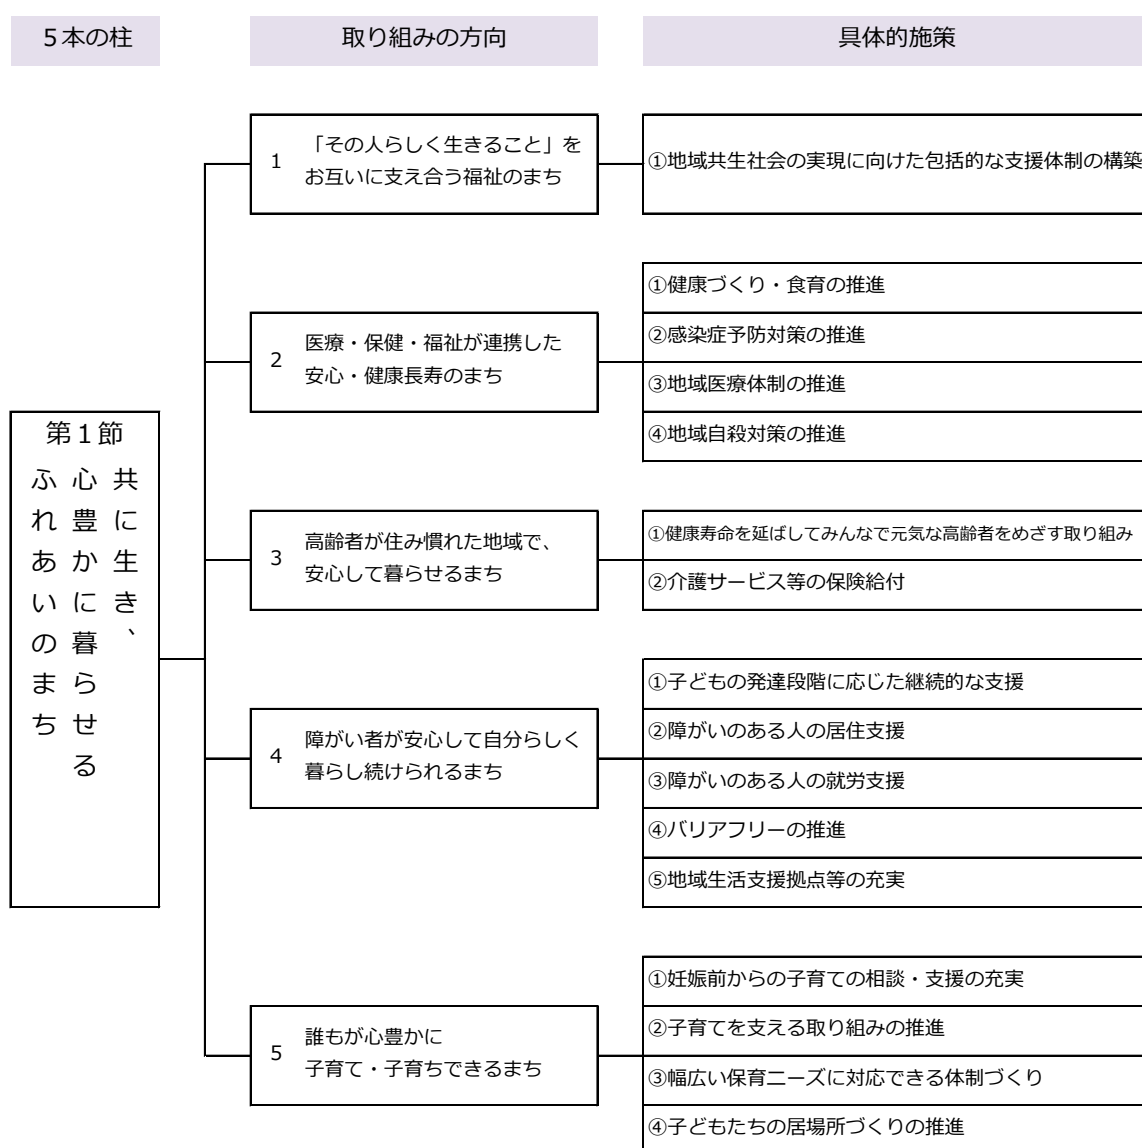 5本の柱
取り組みの方向
具体的施策
第1節
共に生き、
心豊かに暮らせる
ふれあいのまち
1
「その人らしく生きること」を
お互いに支え合う福祉のまち
①地域共生社会の実現に向けた包括的な支援体制の構築
2
医療・保健・福祉が連携した
安心・健康長寿のまち
①健康づくり・食育の推進
②感染症予防対策の推進
③地域医療体制の推進
④地域自殺対策の推進
3
高齢者が住み慣れた地域で、
安心して暮らせるまち
①健康寿命を延ばしてみんなで元気な高齢者をめざす取り組み
②介護サービス等の保険給付
4
障がい者が安心して自分らしく
暮らし続けられるまち
①子どもの発達段階に応じた継続的な支援
②障がいのある人の居住支援
③障がいのある人の就労支援
④バリアフリーの推進
⑤地域生活支援拠点等の充実
5
誰もが心豊かに
子育て・子育ちできるまち
①妊娠前からの子育ての相談・支援の充実
②子育てを支える取り組みの推進
③幅広い保育ニーズに対応できる体制づくり
④子どもたちの居場所づくりの推進